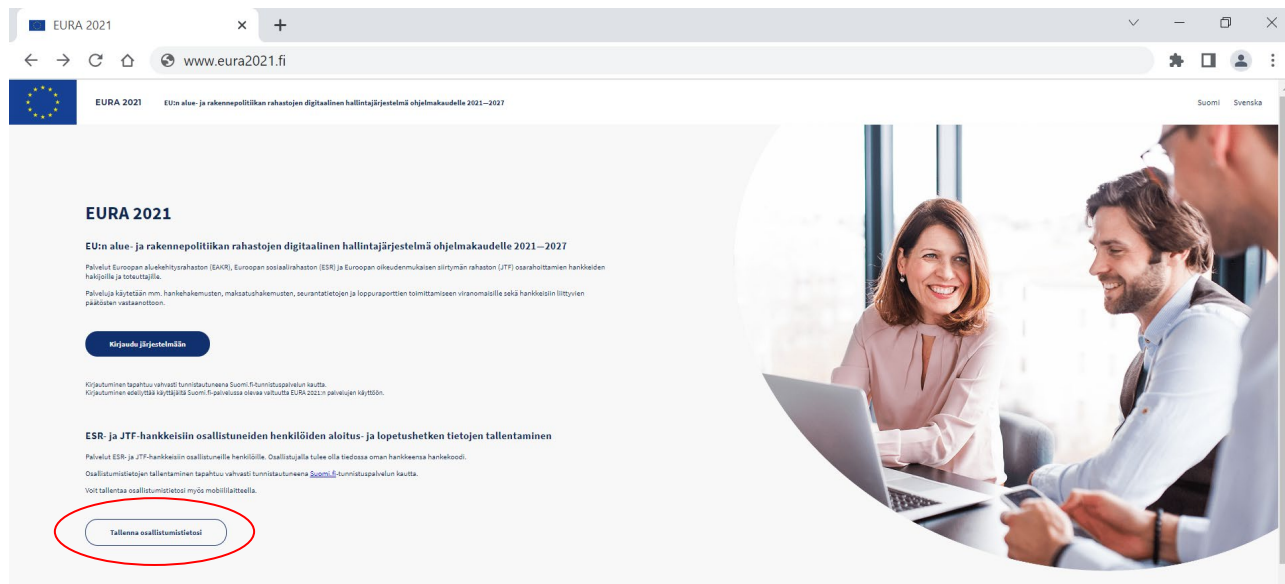 EURA 2021
www.eura2021.fi
EURA 2021 EU:n alue- ja rakennepolitiikan rahastojen digitaalinen hallintajärjestelmä ohjelmakaudelle 2021—2027
Suomi Svenska
EURA 2021
EU:n alue- ja rakennepolitiikan rahastojen digitaalinen hallintajärjestelmä ohjelmakaudelle 2021—2027
Palvelut Euroopan aluekehitysrahaston (EAKR), Euroopan sosiaalirahaston (ESR) ja Euroopan oikeudenmukaisen siirtymän rahaston (JTF) osarahoittamien hankkeiden
hakijoille ja toteuttajille.
Palveluja käytetään mm. hankehakemusten, maksatushakemusten, seurantatietojen ja loppuraporttien toimittamiseen viranomaisille sekä hankkeisiin liittyvien
päätösten vastaanottoon.
Kirjaudu järjestelmään
Kirjautuminen tapahtuu vahvasti tunnistautuneena Suomi.fi-tunnistuspalvelun kautta.
Kirjautuminen edellyttää käyttäjältä Suomi.fi-palvelussa olevaa valtuutta EURA 2021:n palvelujen käyttöön.
ESR- ja JTF-hankkeisiin osallistuneiden henkilöiden aloitus- ja lopetushetken tietojen tallentaminen
Palvelut ESR- ja JTF-hankkeisiin osallistuneille henkilöille. Osallistujalla tulee olla tiedossa oman hankkeensa hankekoodi.
Osallistumistietojen tallentaminen tapahtuu vahvasti tunnistautuneena Suomi.fi-tunnistuspalvelun kautta.
Voit tallentaa osallistumistietosi myös mobiililaitteella.
Tallenna osallistumistietosi